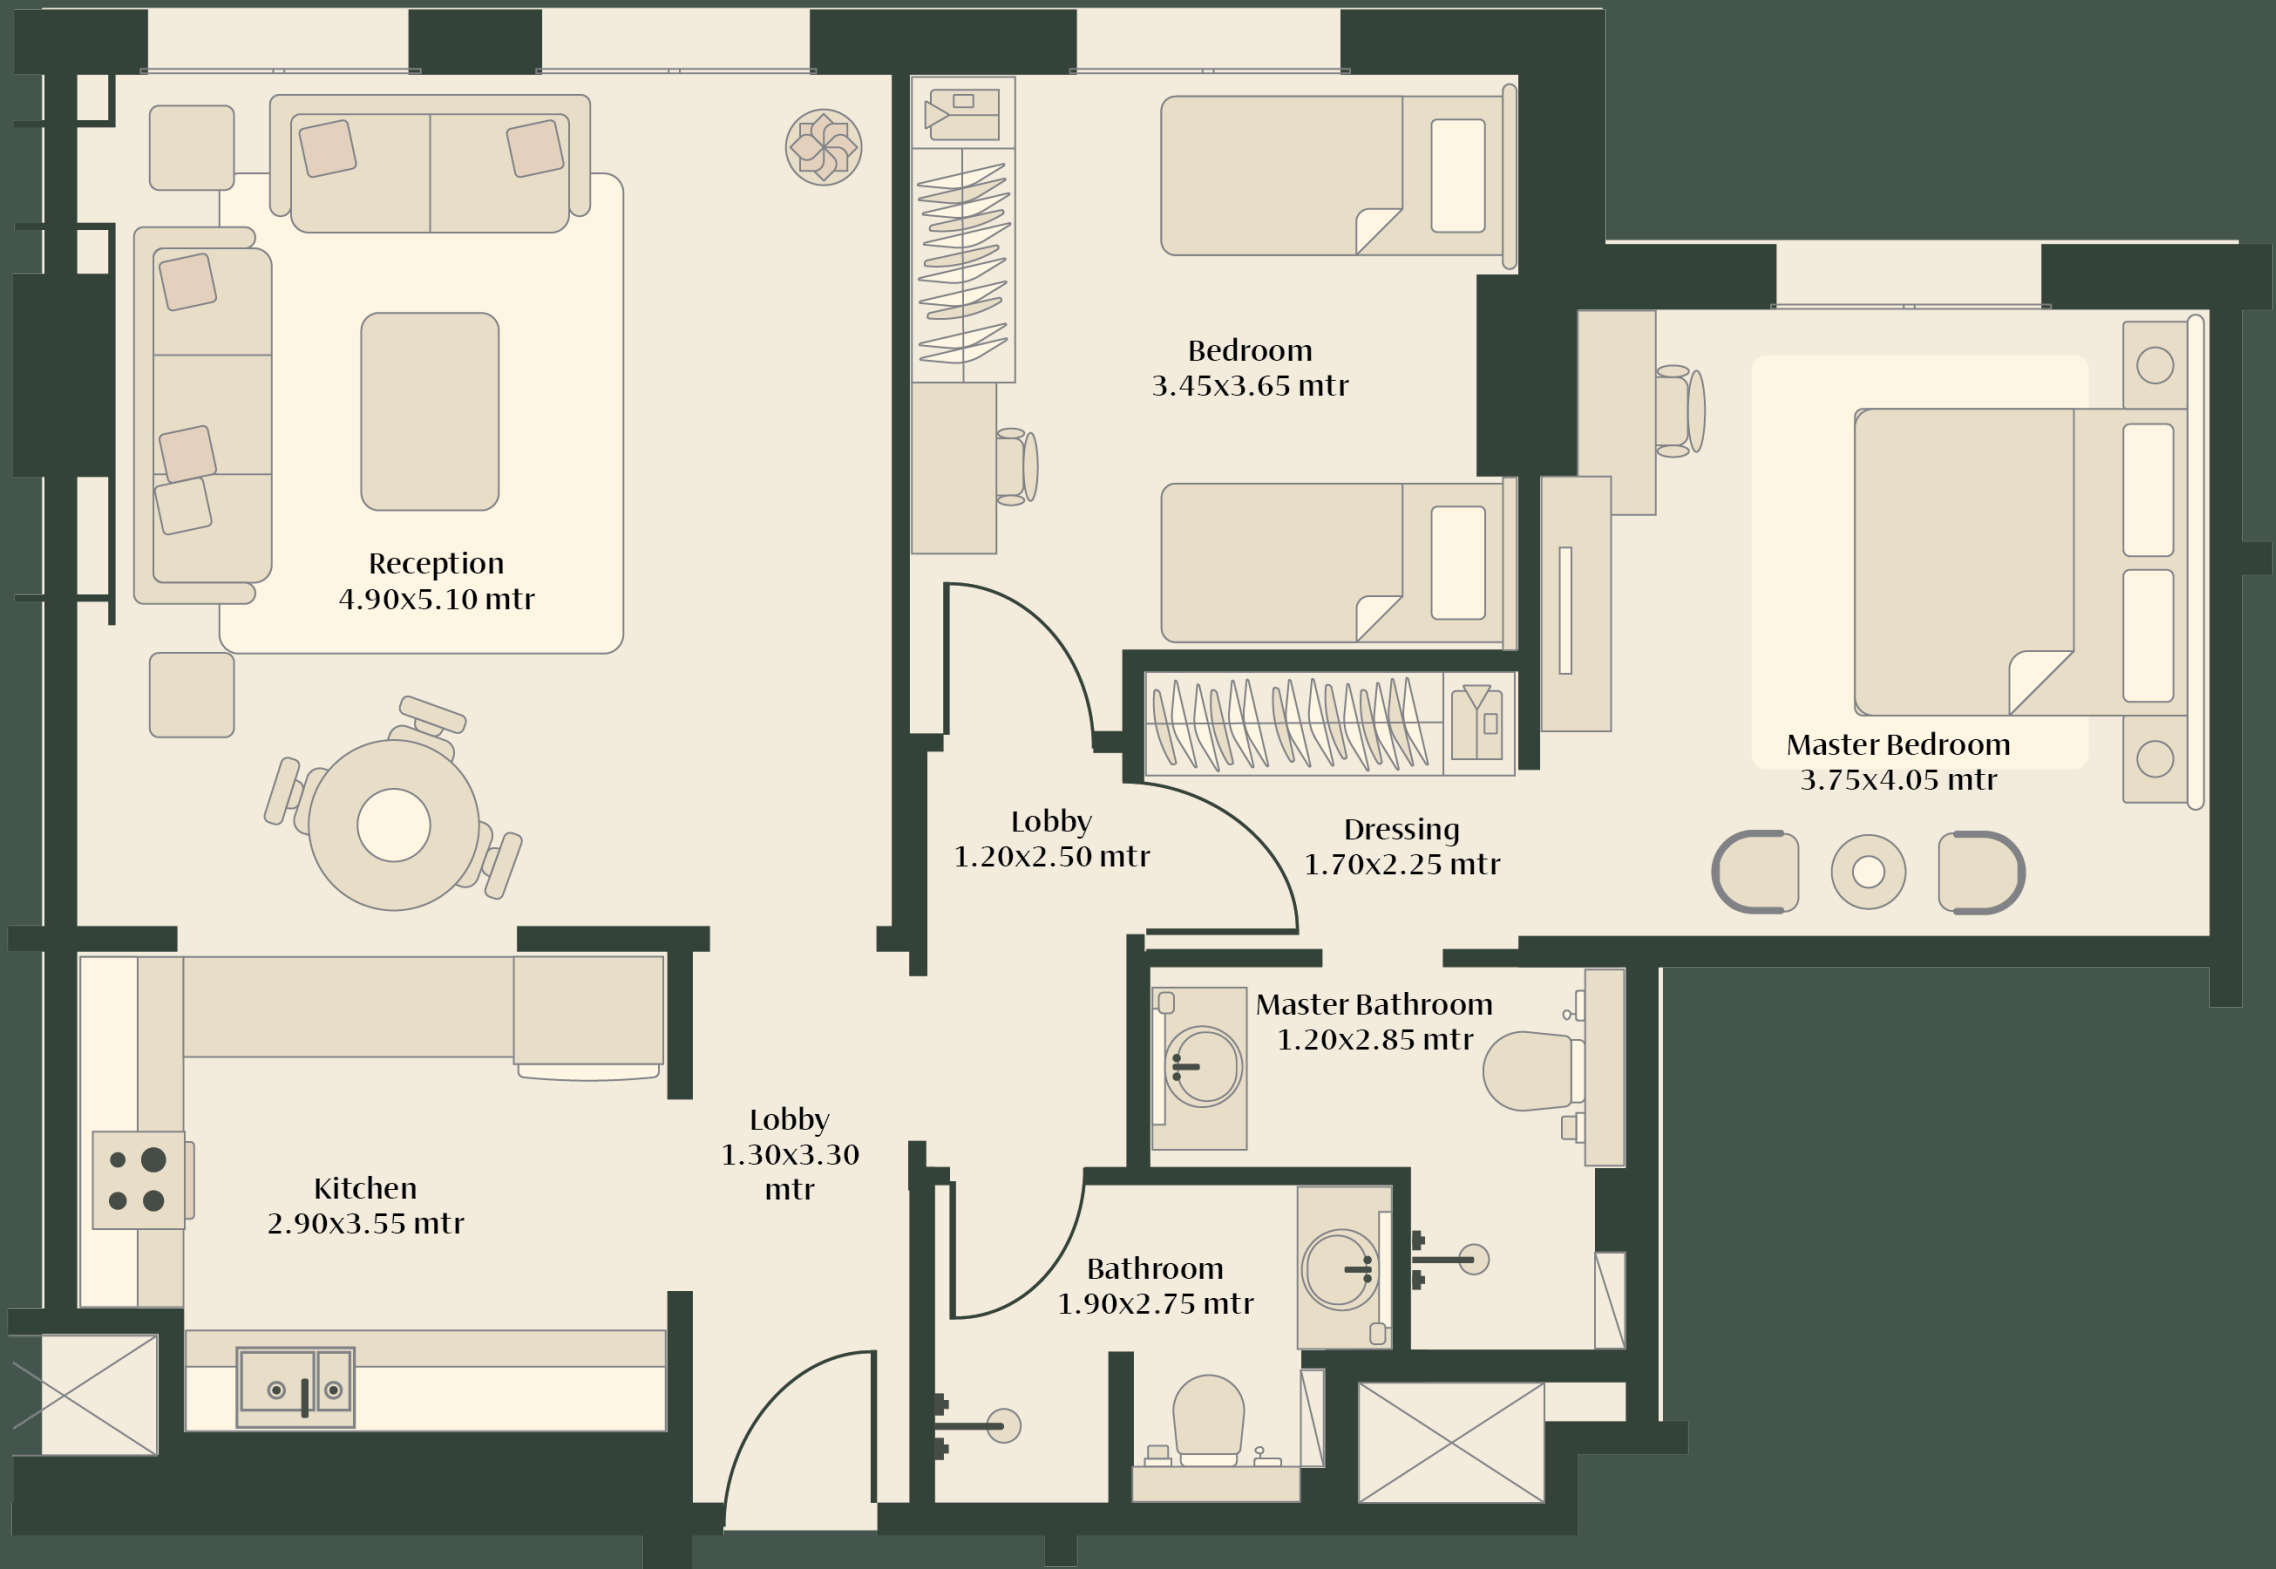 Bedroom
3.45x3.65 mtr
Reception
4.90x5.10 mtr
Master Bedroom
3.75x4.05 mtr
Lobby
1.20x2.50 mtr
Dressing
1.70x2.25 mtr
Master Bathroom
1.20x2.85 mtr
Lobby
1.30x3.30
mtr
Kitchen
2.90x3.55 mtr
Bathroom
1.90x2.75 mtr